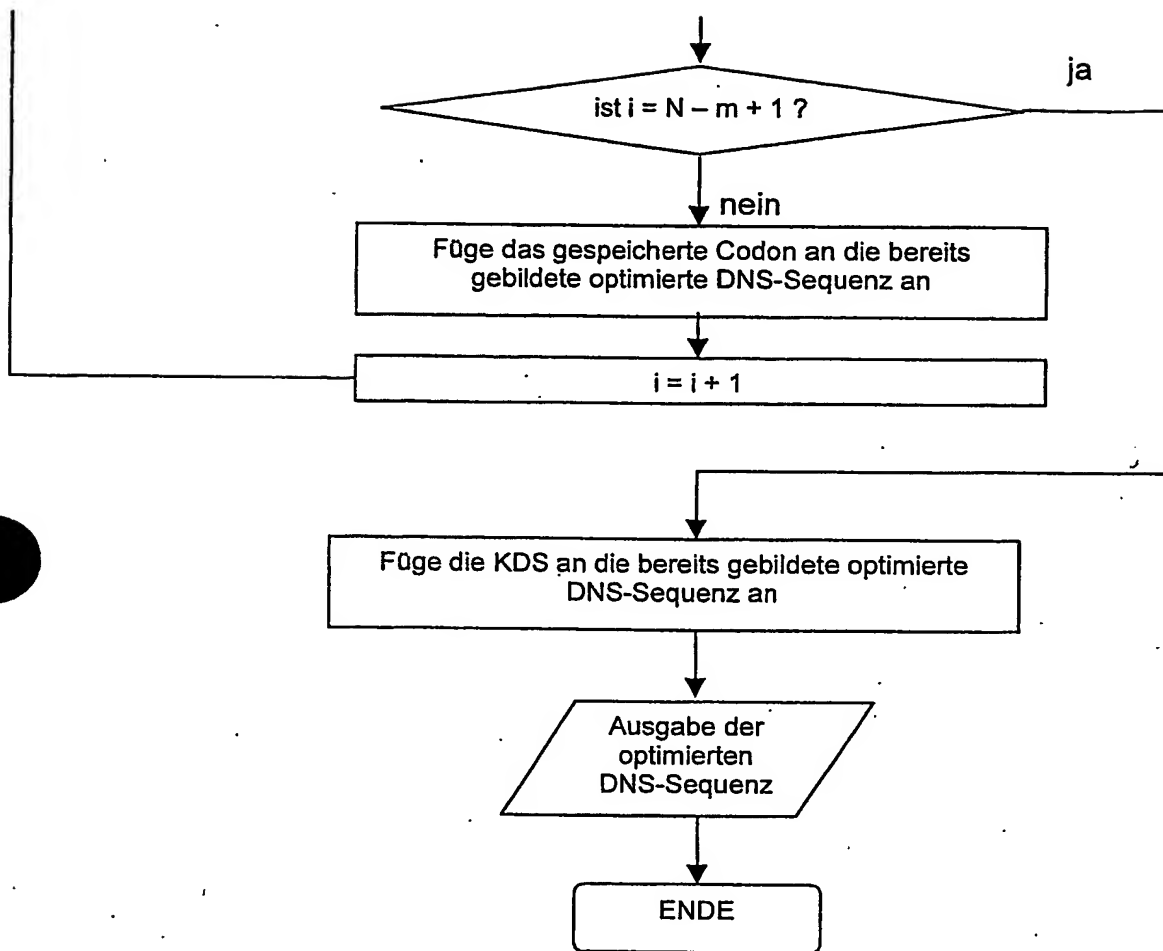 ja
ist i = N – m + 1 ?
nein
Füge das gespeicherte Codon an die bereits
gebildete optimierte DNS-Sequenz an
i = i + 1
Füge die KDS an die bereits gebildete optimierte
DNS-Sequenz an
Ausgabe der
optimierten
DNS-Sequenz
ENDE